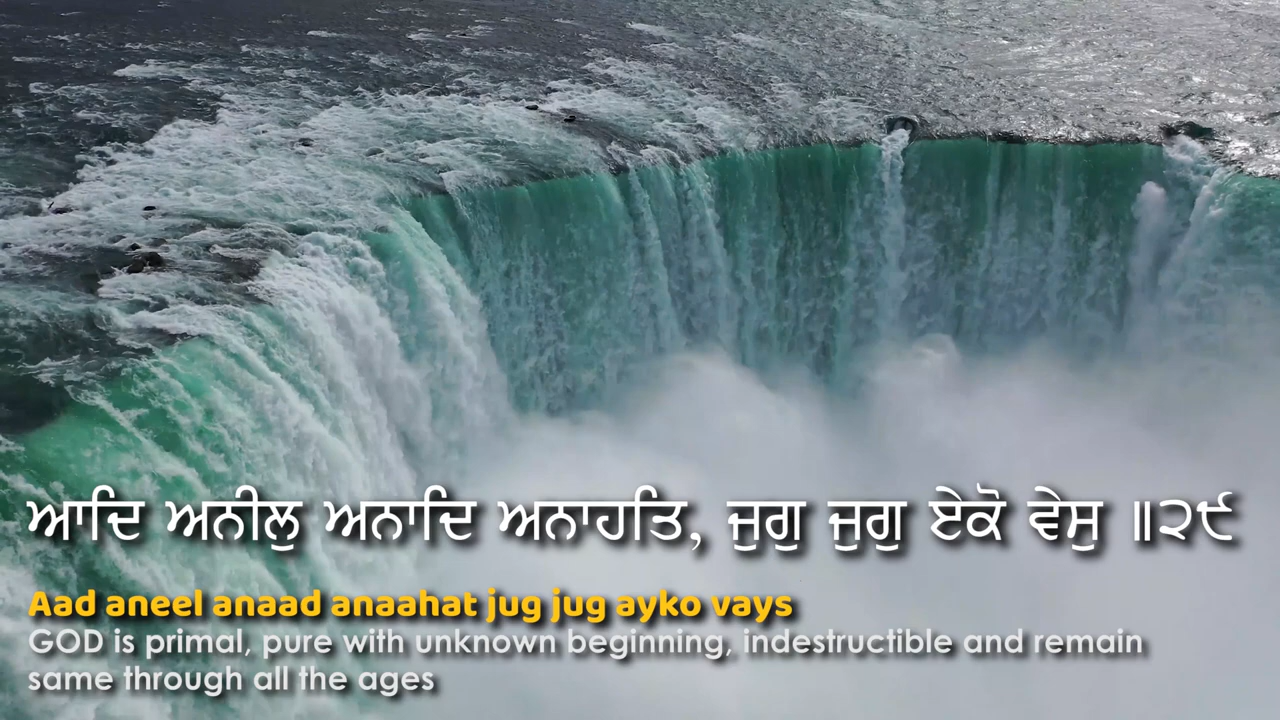 ਆਦਿ ਅਨੀਲੁ ਅਨਾਦਿ ਅਨਾਹਤਿ, ਜੁਗੁ ਜੁਗੁ ਏਕੋ ਵੇਸੁ ॥੨੯
Aad aneel anaad anaahat jug jug ayko vays
GOD is primal, pure with unknown beginning, indestructible and remain
same through all the ages